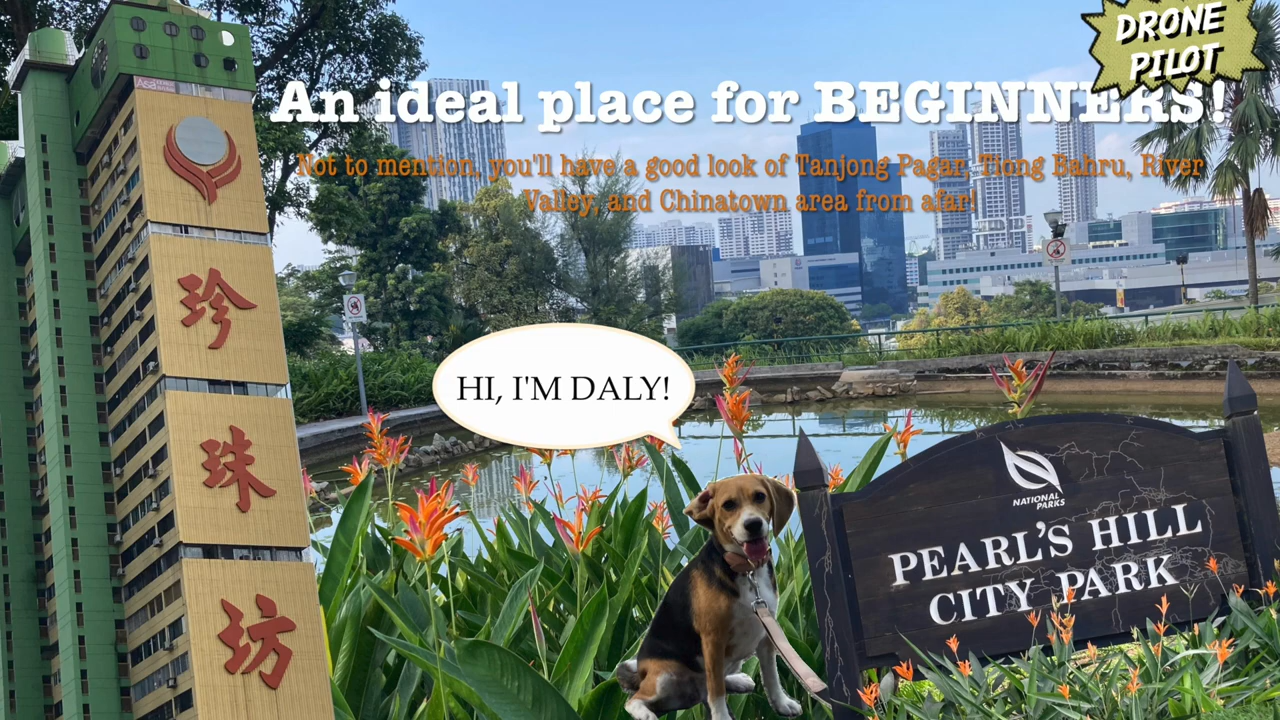 DRONE
PILOT
An ideal place for BEGINNERS!
Not to mention, you'll have a good look of Tanjong Pagar, Tiong Bahru, River
Valley, and Chinatown area from afar!
珍
珠
坊
HI, I'M DALY!
NATIONAL
PARKS
PEARL'S HILL
CITY PARK